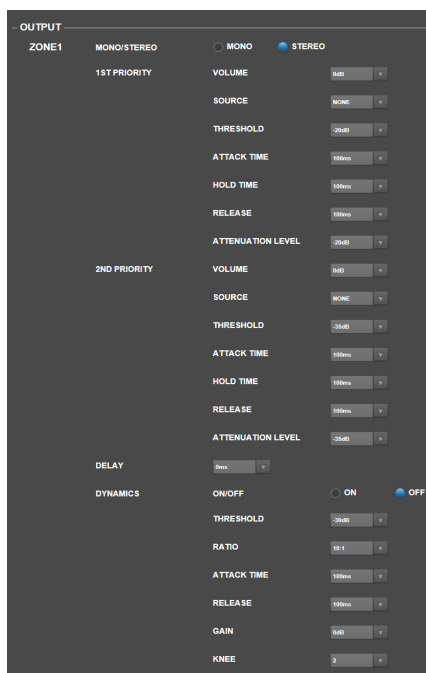 OUTPUT
ZONE1 MONO/STEREO MONO STEREO
1ST PRIORITY VOLUME 0dB
SOURCE NONE
THRESHOLD -20dB
ATTACK TIME 100ms
HOLD TIME 100ms
RELEASE 100ms
ATTENUATION LEVEL -20dB
2ND PRIORITY VOLUME 0dB
SOURCE NONE
THRESHOLD -35dB
ATTACK TIME 100ms
HOLD TIME 100ms
RELEASE 100ms
ATTENUATION LEVEL -35dB
DELAY 0ms
DYNAMICS ON/OFF ON OFF
THRESHOLD -30dB
RATIO 10:1
ATTACK TIME 100ms
RELEASE 100ms
GAIN 0dB
KNEE 2